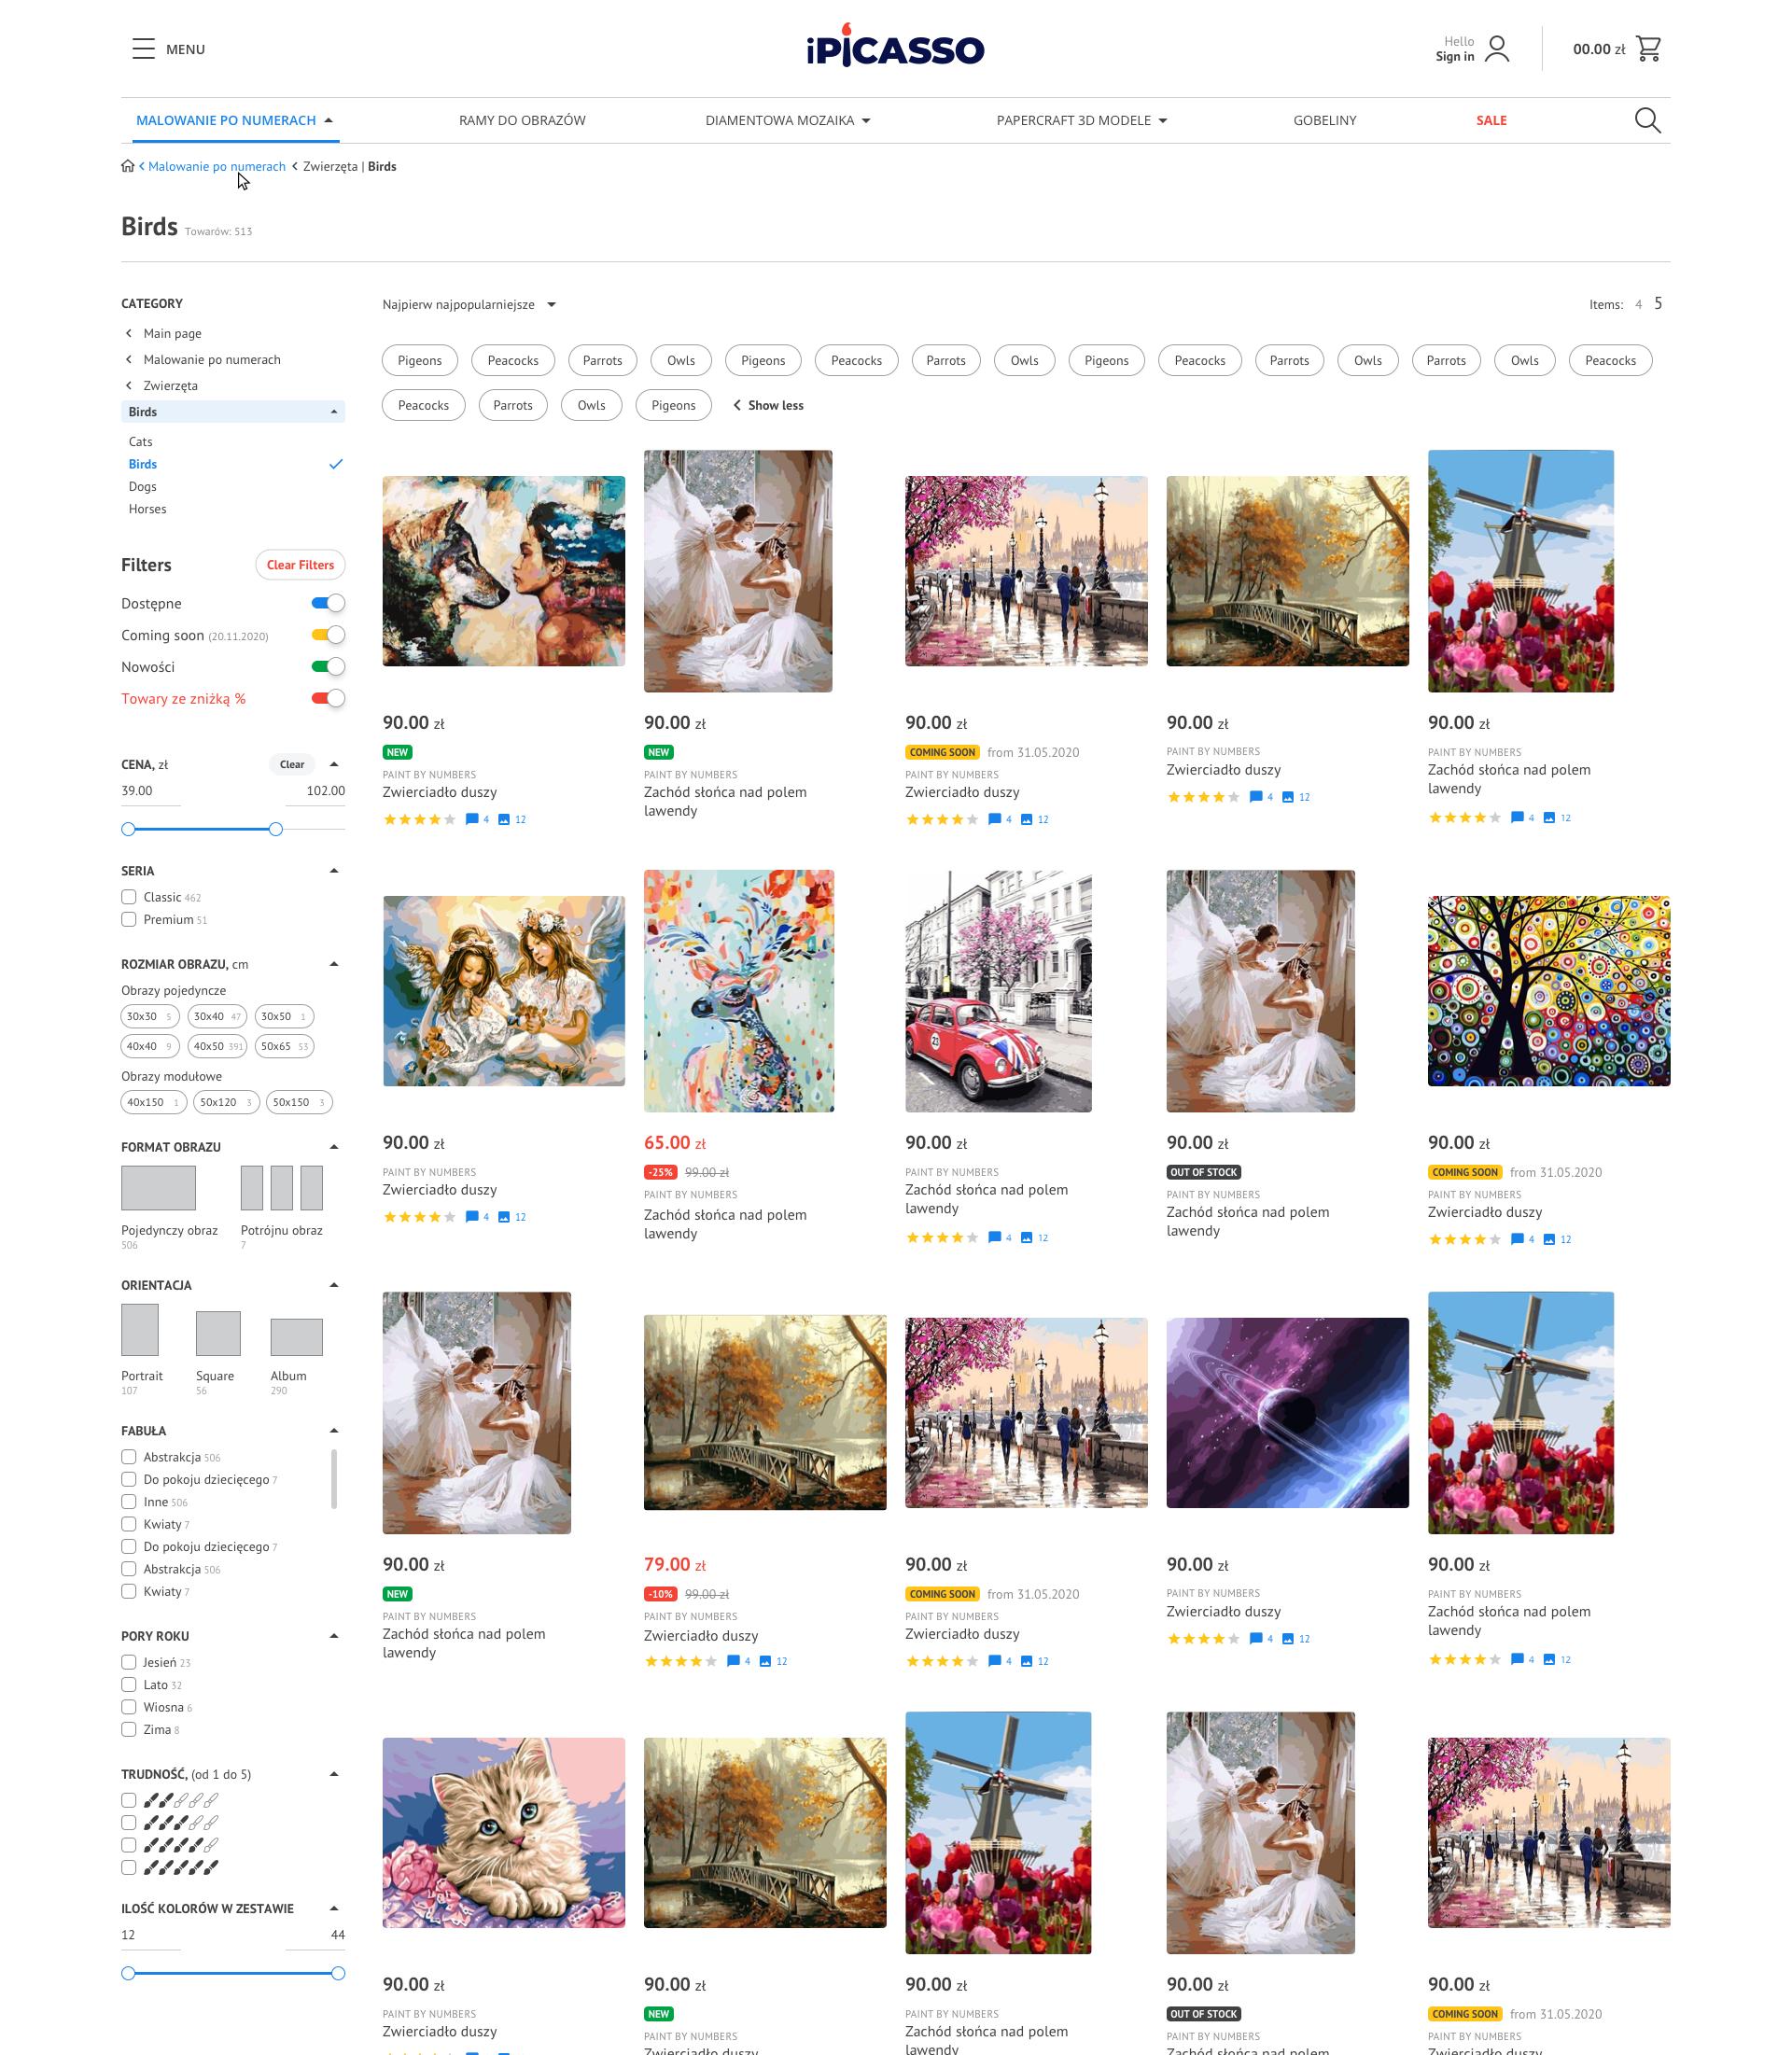 MENU
iPiCASSO
Hello
Sign in
00.00 zł
MALOWANIE PO NUMERACH
RAMY DO OBRAZÓW
DIAMENTOWA MOZAIKA
PAPERCRAFT 3D MODELE
GOBELINY
SALE
Malowanie po numerach Zwierzęta | Birds
Birds Towarów: 513
CATEGORY
Main page
Malowanie po numerach
Zwierzęta
Birds
Cats
Birds
Dogs
Horses
Filters
Clear Filters
Dostępne
Coming soon (20.11.2020)
Nowości
Towary ze zniżką %
CENA, zł
Clear
39.00
102.00
SERIA
Classic 462
Premium 51
ROZMIAR OBRAZU, cm
Obrazy pojedyncze
30x30 5
30x40 47
30x50 1
40x40 9
40x50 391
50x65 53
Obrazy modułowe
40x150 1
50x120 3
50x150 3
FORMAT OBRAZU
Pojedynczy obraz
506
Potrójnu obraz
7
ORIENTACJA
Portrait
107
Square
56
Album
290
FABUŁA
Abstrakcja 506
Do pokoju dziecięcego 7
Inne 506
Kwiaty 7
Do pokoju dziecięcego 7
Abstrakcja 506
Kwiaty 7
PORY ROKU
Jesień 23
Lato 32
Wiosna 6
Zima 8
TRUDNOŚĆ, (od 1 do 5)
ILOŚĆ KOLORÓW W ZESTAWIE
12
44
Najpierw najpopularniejsze
Items: 4 5
Pigeons Peacocks Parrots Owls Pigeons Peacocks Parrots Owls Pigeons Peacocks Parrots Owls Parrots Owls Peacocks
Peacocks Parrots Owls Pigeons Show less
90.00 zł
NEW
PAINT BY NUMBERS
Zwierciadło duszy
4 12
90.00 zł
NEW
PAINT BY NUMBERS
Zachód słońca nad polem
lawendy
90.00 zł
COMING SOON from 31.05.2020
PAINT BY NUMBERS
Zwierciadło duszy
4 12
90.00 zł
PAINT BY NUMBERS
Zwierciadło duszy
4 12
90.00 zł
PAINT BY NUMBERS
Zachód słońca nad polem
lawendy
4 12
23
90.00 zł
PAINT BY NUMBERS
Zwierciadło duszy
4 12
65.00 zł
-25% 99.00 zł
PAINT BY NUMBERS
Zachód słońca nad polem
lawendy
90.00 zł
PAINT BY NUMBERS
Zachód słońca nad polem
lawendy
4 12
90.00 zł
OUT OF STOCK
PAINT BY NUMBERS
Zachód słońca nad polem
lawendy
90.00 zł
COMING SOON from 31.05.2020
PAINT BY NUMBERS
Zwierciadło duszy
4 12
90.00 zł
NEW
PAINT BY NUMBERS
Zachód słońca nad polem
lawendy
79.00 zł
-10% 99.00 zł
PAINT BY NUMBERS
Zwierciadło duszy
4 12
90.00 zł
COMING SOON from 31.05.2020
PAINT BY NUMBERS
Zwierciadło duszy
4 12
90.00 zł
PAINT BY NUMBERS
Zwierciadło duszy
4 12
90.00 zł
PAINT BY NUMBERS
Zachód słońca nad polem
lawendy
4 12
90.00 zł
PAINT BY NUMBERS
Zwierciadło duszy
90.00 zł
NEW
PAINT BY NUMBERS
Zwierciadło duszy
90.00 zł
PAINT BY NUMBERS
Zachód słońca nad polem
lawendy
90.00 zł
OUT OF STOCK
PAINT BY NUMBERS
Zachód słońca nad polem
90.00 zł
COMING SOON from 31.05.2020
PAINT BY NUMBERS
Zwierciadło duszy